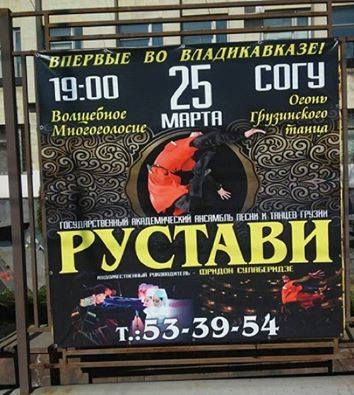 ВПЕРВЫЕ ВО ВЛАДИКАВКАЗЕ!
19:00 25 МАРТА СОГУ
Волшебное Многоголосие
Огонь Грузинского танца
ГОСУДАРСТВЕННЫЙ АКАДЕМИЧЕСКИЙ АНСАМБЛЬ ПЕСНИ И ТАНЦЕВ ГРУЗИИ
РУСТАВИ
ХУДОЖЕСТВЕННЫЙ РУКОВОДИТЕЛЬ - ФРИДОН СУЛАБЕРИДЗЕ
т.:53-39-54